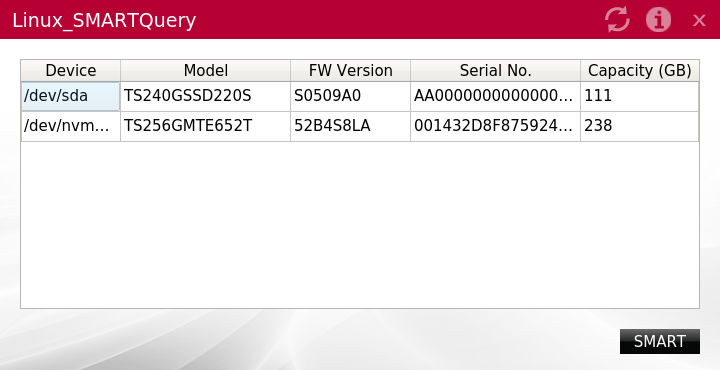 Linux_SMARTQuery
Device Model FW Version Serial No. Capacity (GB)
/dev/sda TS240GSSD220S S0509A0 AA0000000000000... 111
/dev/nvm... TS256GMTE652T 52B4S8LA 001432D8F875924... 238
SMART